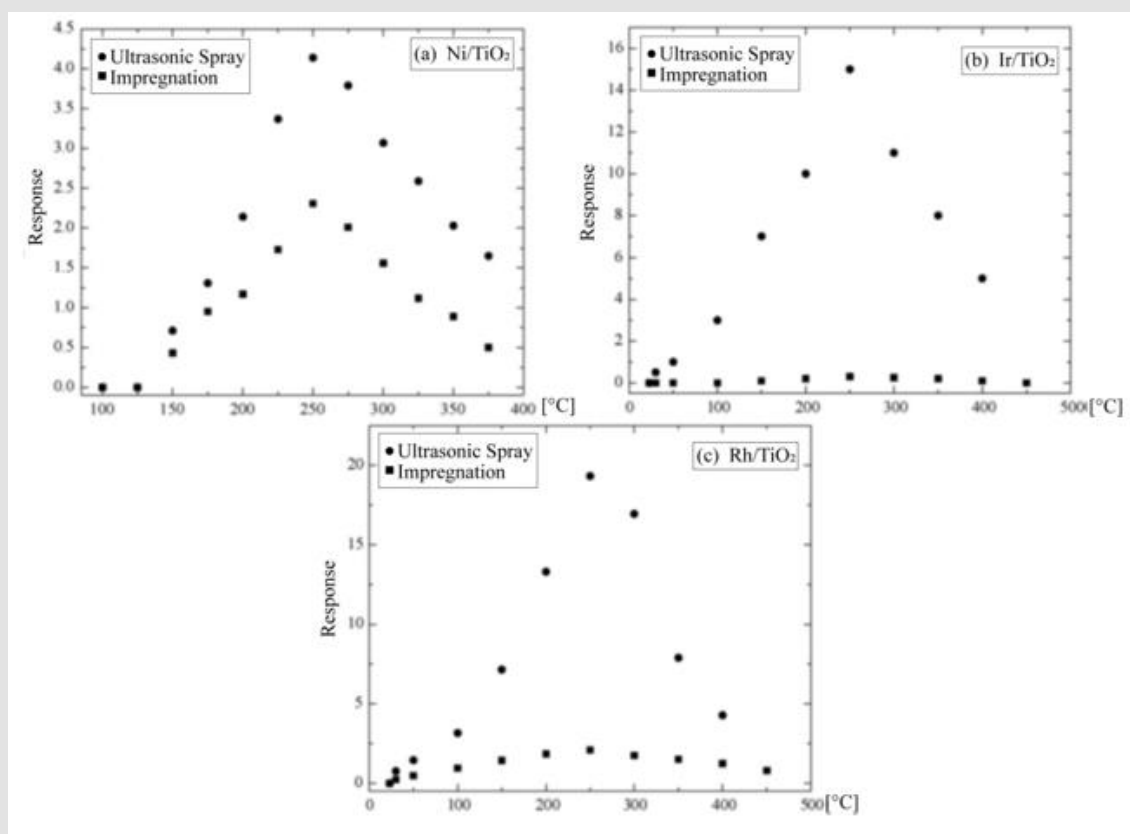 Ultrasonic Spray
Impregnation
(a) Ni/TiO₂
Response
4.5
4.0
3.5
3.0
2.5
2.0
1.5
1.0
0.5
0.0
100 150 200 250 300 350 400 [°C]
Ultrasonic Spray
Impregnation
(b) Ir/TiO₂
Response
16
14
12
10
8
6
4
2
0
0 100 200 300 400 500 [°C]
Ultrasonic Spray
Impregnation
(c) Rh/TiO₂
Response
20
15
10
5
0
0 100 200 300 400 500 [°C]